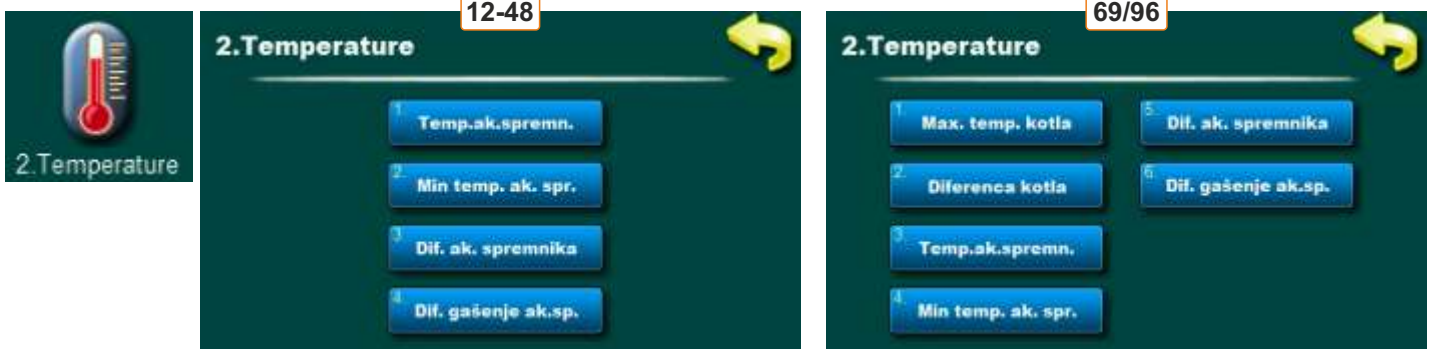 2.Temperature
12-48
2.Temperature
1. Temp.ak.spremn.
2. Min temp. ak. spr.
3. Dif. ak. spremnika
4. Dif. gašenje ak.sp.
69/96
2.Temperature
1. Max. temp. kotla
2. Diferenca kotla
3. Temp.ak.spremn.
4. Min temp. ak. spr.
5. Dif. ak. spremnika
6. Dif. gašenje ak.sp.